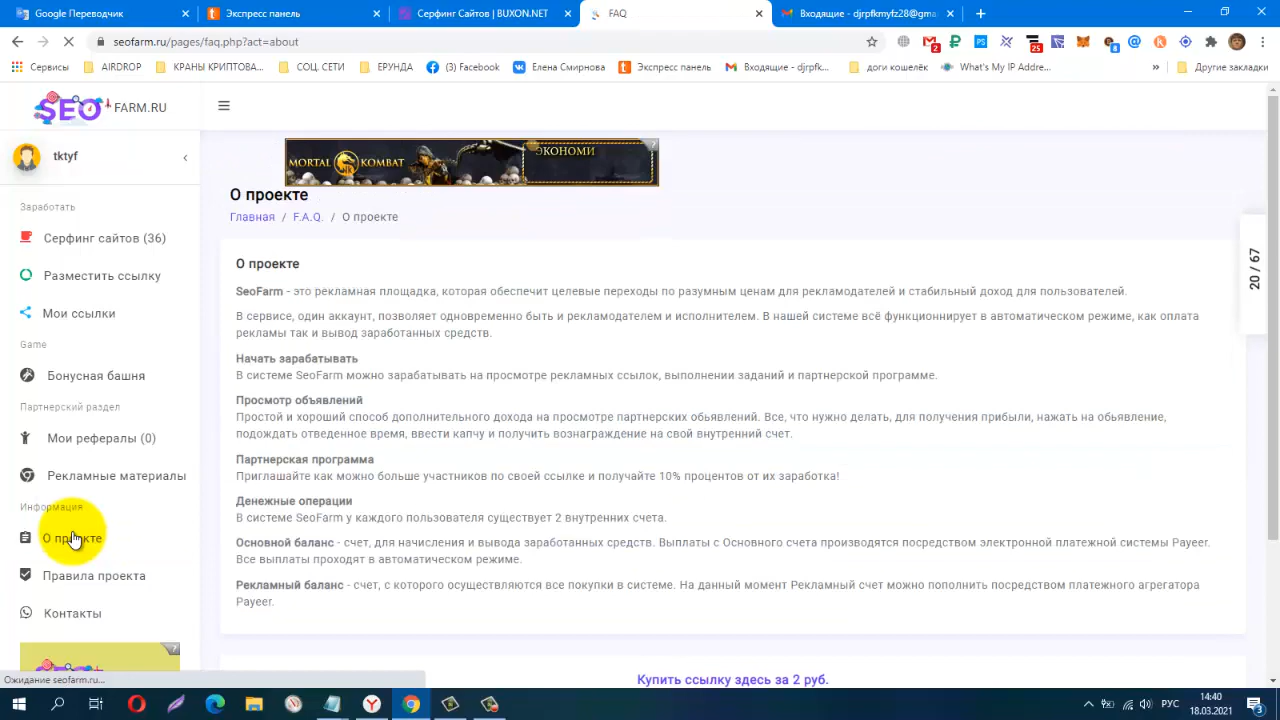 Google Переводчик
Экспресс панель
Серфинг Сайтов | BUXON.NET
FAQ
Входящие - djrpfkmyfz28@gma
seofarm.ru/pages/faq.php?act=about
Сервисы
AIRDROP
КРАНЫ КРИПТОВА...
СОЦ. СЕТИ
ЕРУНДА
(3) Facebook
Елена Смирнова
Экспресс панель
Входящие - djrpfk...
доги кошелёк
What's My IP Addre...
»
Другие закладки
SEO FARM.RU
tktyf
Заработать
Серфинг сайтов (36)
Разместить ссылку
Мои ссылки
Game
Бонусная башня
Партнерский раздел
Мои рефералы (0)
Рекламные материалы
Информация
О проекте
Правила проекта
Контакты
SEO
Ожидание seofarm.ru...
MORTAL KOMBAT
ЭКОНОМИ
О проекте
Главная / F.A.Q. / О проекте
О проекте
SeoFarm - это рекламная площадка, которая обеспечит целевые переходы по разумным ценам для рекламодателей и стабильный доход для пользователей.
В сервисе, один аккаунт, позволяет одновременно быть и рекламодателем и исполнителем. В нашей системе всё функционнирует в автоматическом режиме, как оплата
рекламы так и вывод заработанных средств.
Начать зарабатывать
В системе SeoFarm можно зарабатывать на просмотре рекламных ссылок, выполнении заданий и партнерской программе.
Просмотр объявлений
Простой и хороший способ дополнительного дохода на просмотре партнерских обьявлений. Все, что нужно делать, для получения прибыли, нажать на обьявление,
подождать отведенное время, ввести капчу и получить вознаграждение на свой внутренний счет.
Партнерская программа
Приглашайте как можно больше участников по своей ссылке и получайте 10% процентов от их заработка!
Денежные операции
В системе SeoFarm у каждого пользователя существует 2 внутренних счета.
Основной баланс - счет, для начисления и вывода заработанных средств. Выплаты с Основного счета производятся посредством электронной платежной системы Payeer.
Все выплаты проходят в автоматическом режиме.
Рекламный баланс - счет, с которого осуществляются все покупки в системе. На данный момент Рекламный счет можно пополнить посредством платежного агрегатора
Payeer.
Купить ссылку здесь за 2 руб.
20 / 67
РУС
14:40
18.03.2021